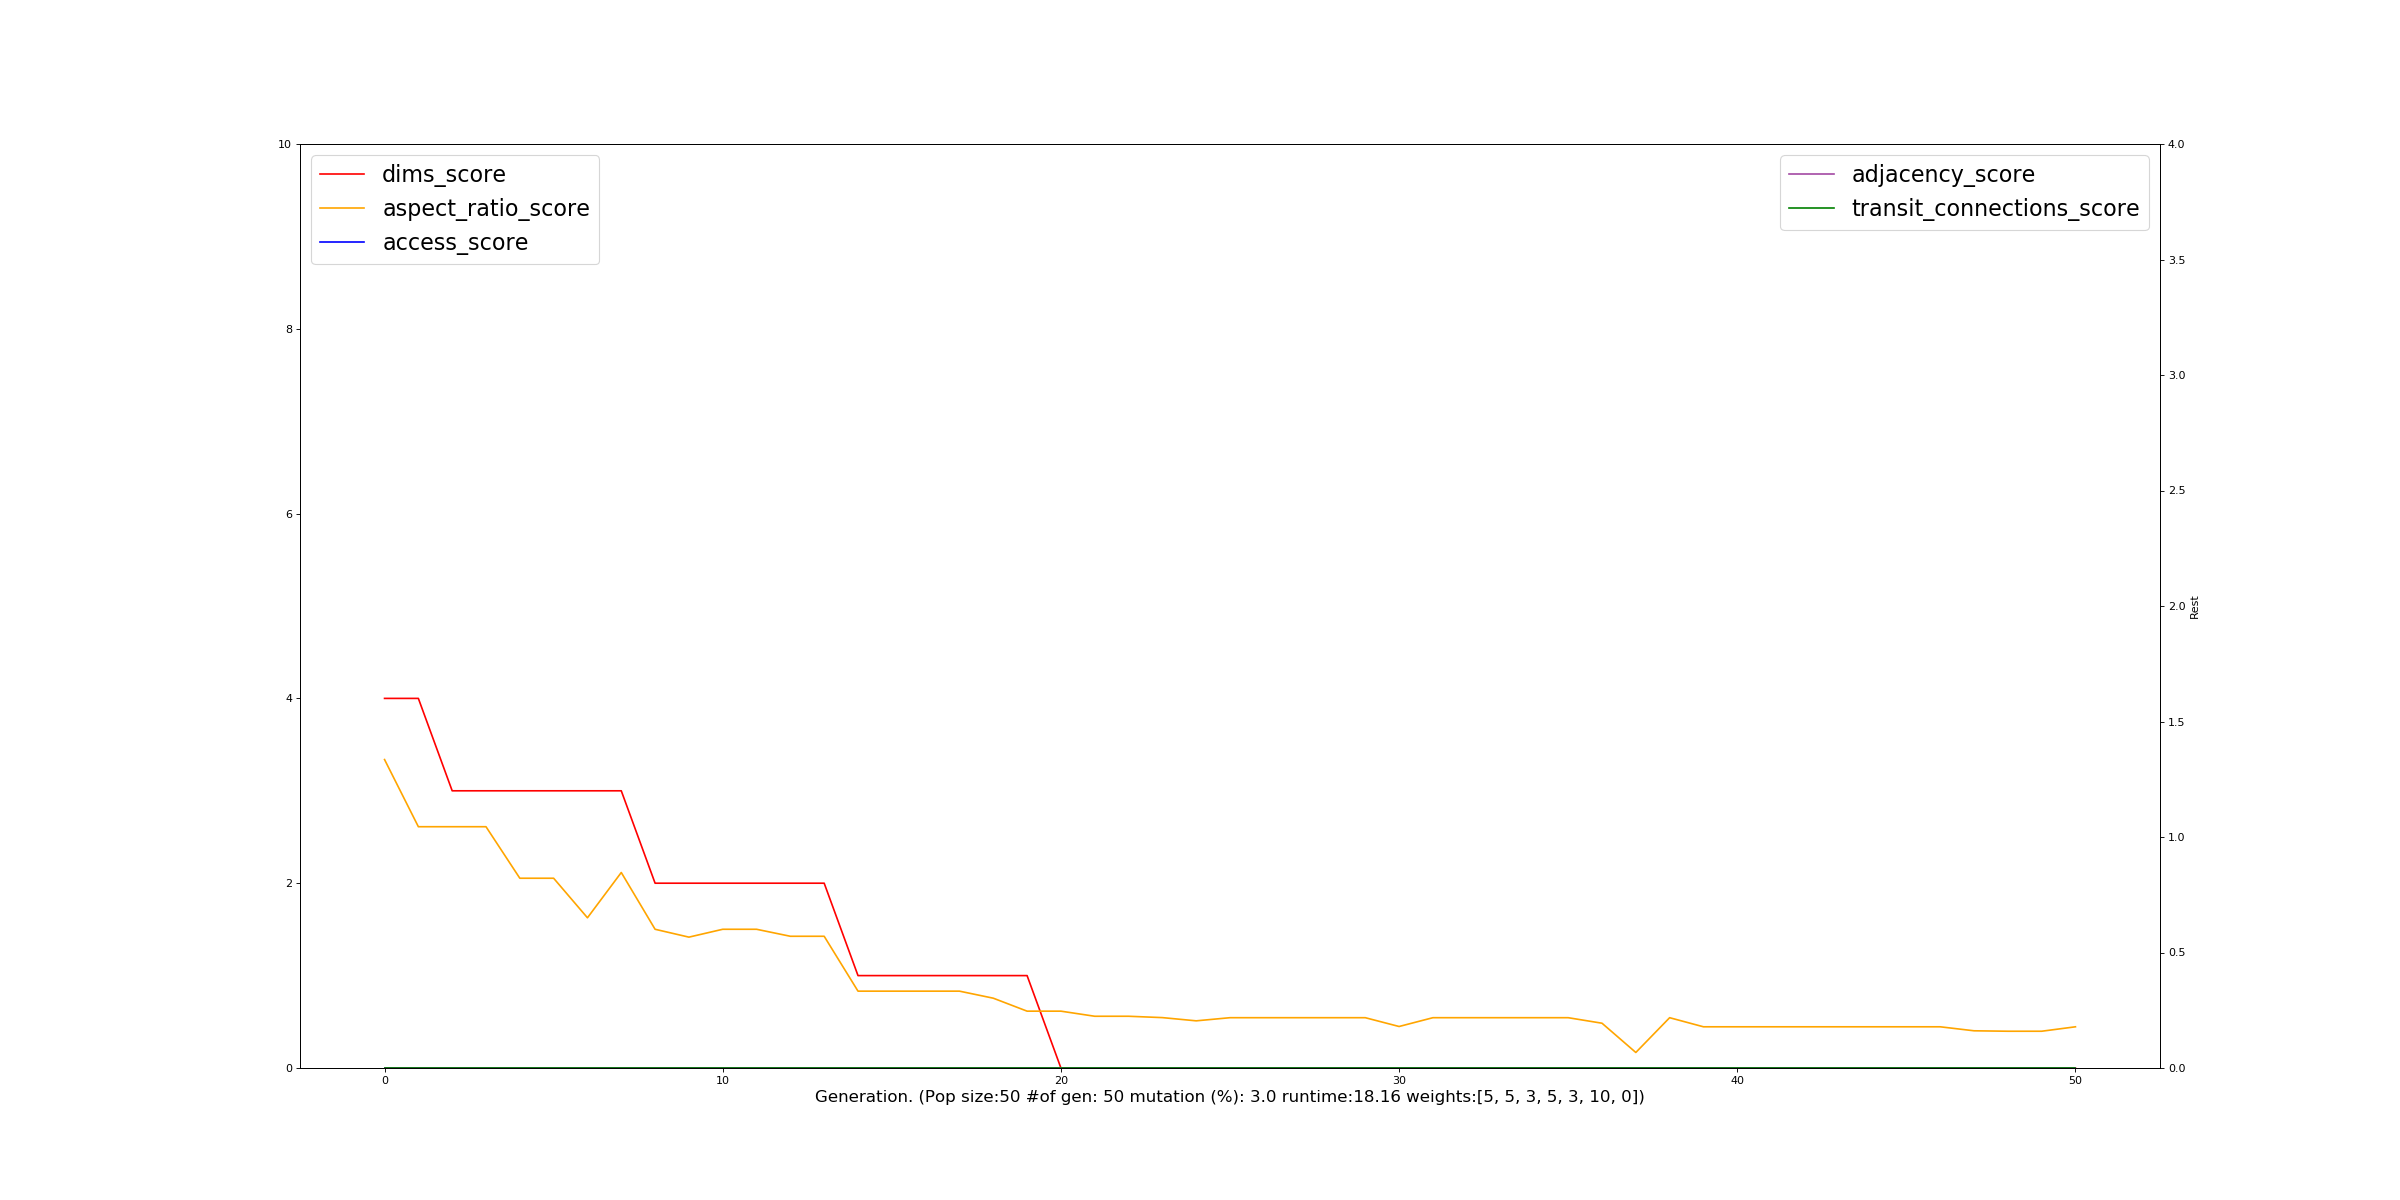 10
8
6
4
2
0
dims_score
aspect_ratio_score
access_score
adjacency_score
transit_connections_score
4.0
3.5
3.0
2.5
2.0
1.5
1.0
0.5
0.0
Rest
0 10 20 30 40 50
Generation. (Pop size:50 #of gen: 50 mutation (%): 3.0 runtime:18.16 weights:[5, 5, 3, 5, 3, 10, 0])